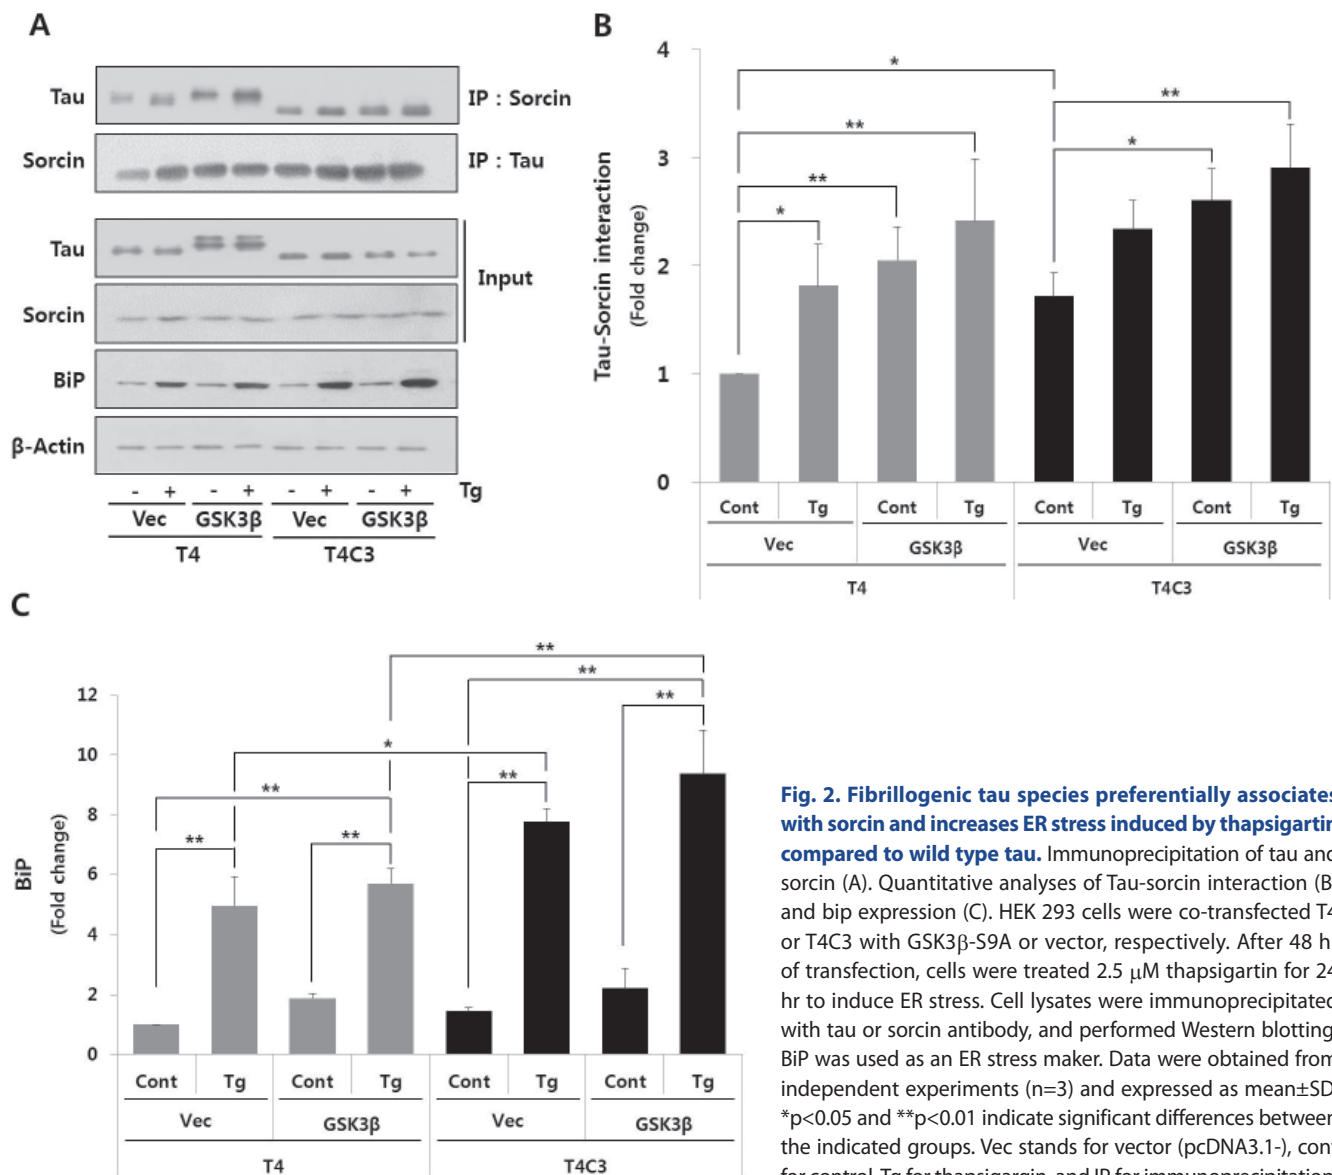 A
Tau
IP : Sorcin
Sorcin
IP : Tau
Tau
Input
Sorcin
BiP
β-Actin
- + - + - + - + Tg
Vec GSK3β Vec GSK3β
T4 T4C3
B
Tau-Sorcin interaction
(Fold change)
4
3
2
1
0
* ** ** * * **
Cont Tg Cont Tg Cont Tg Cont Tg
Vec GSK3β Vec GSK3β
T4 T4C3
C
BiP
(Fold change)
12
10
8
6
4
2
0
** ** ** * ** ** ** **
Cont Tg Cont Tg Cont Tg Cont Tg
Vec GSK3β Vec GSK3β
T4 T4C3
Fig. 2. Fibrillogenic tau species preferentially associates
with sorcin and increases ER stress induced by thapsigartin
compared to wild type tau. Immunoprecipitation of tau and
sorcin (A). Quantitative analyses of Tau-sorcin interaction (B
and bip expression (C). HEK 293 cells were co-transfected T4
or T4C3 with GSK3β-S9A or vector, respectively. After 48 h
of transfection, cells were treated 2.5 μM thapsigartin for 24
hr to induce ER stress. Cell lysates were immunoprecipitated
with tau or sorcin antibody, and performed Western blotting
BiP was used as an ER stress maker. Data were obtained from
independent experiments (n=3) and expressed as mean±SD
*p<0.05 and **p<0.01 indicate significant differences between
the indicated groups. Vec stands for vector (pcDNA3.1-), cont
for control, Tg for thapsigargin, and IP for immunoprecipitation